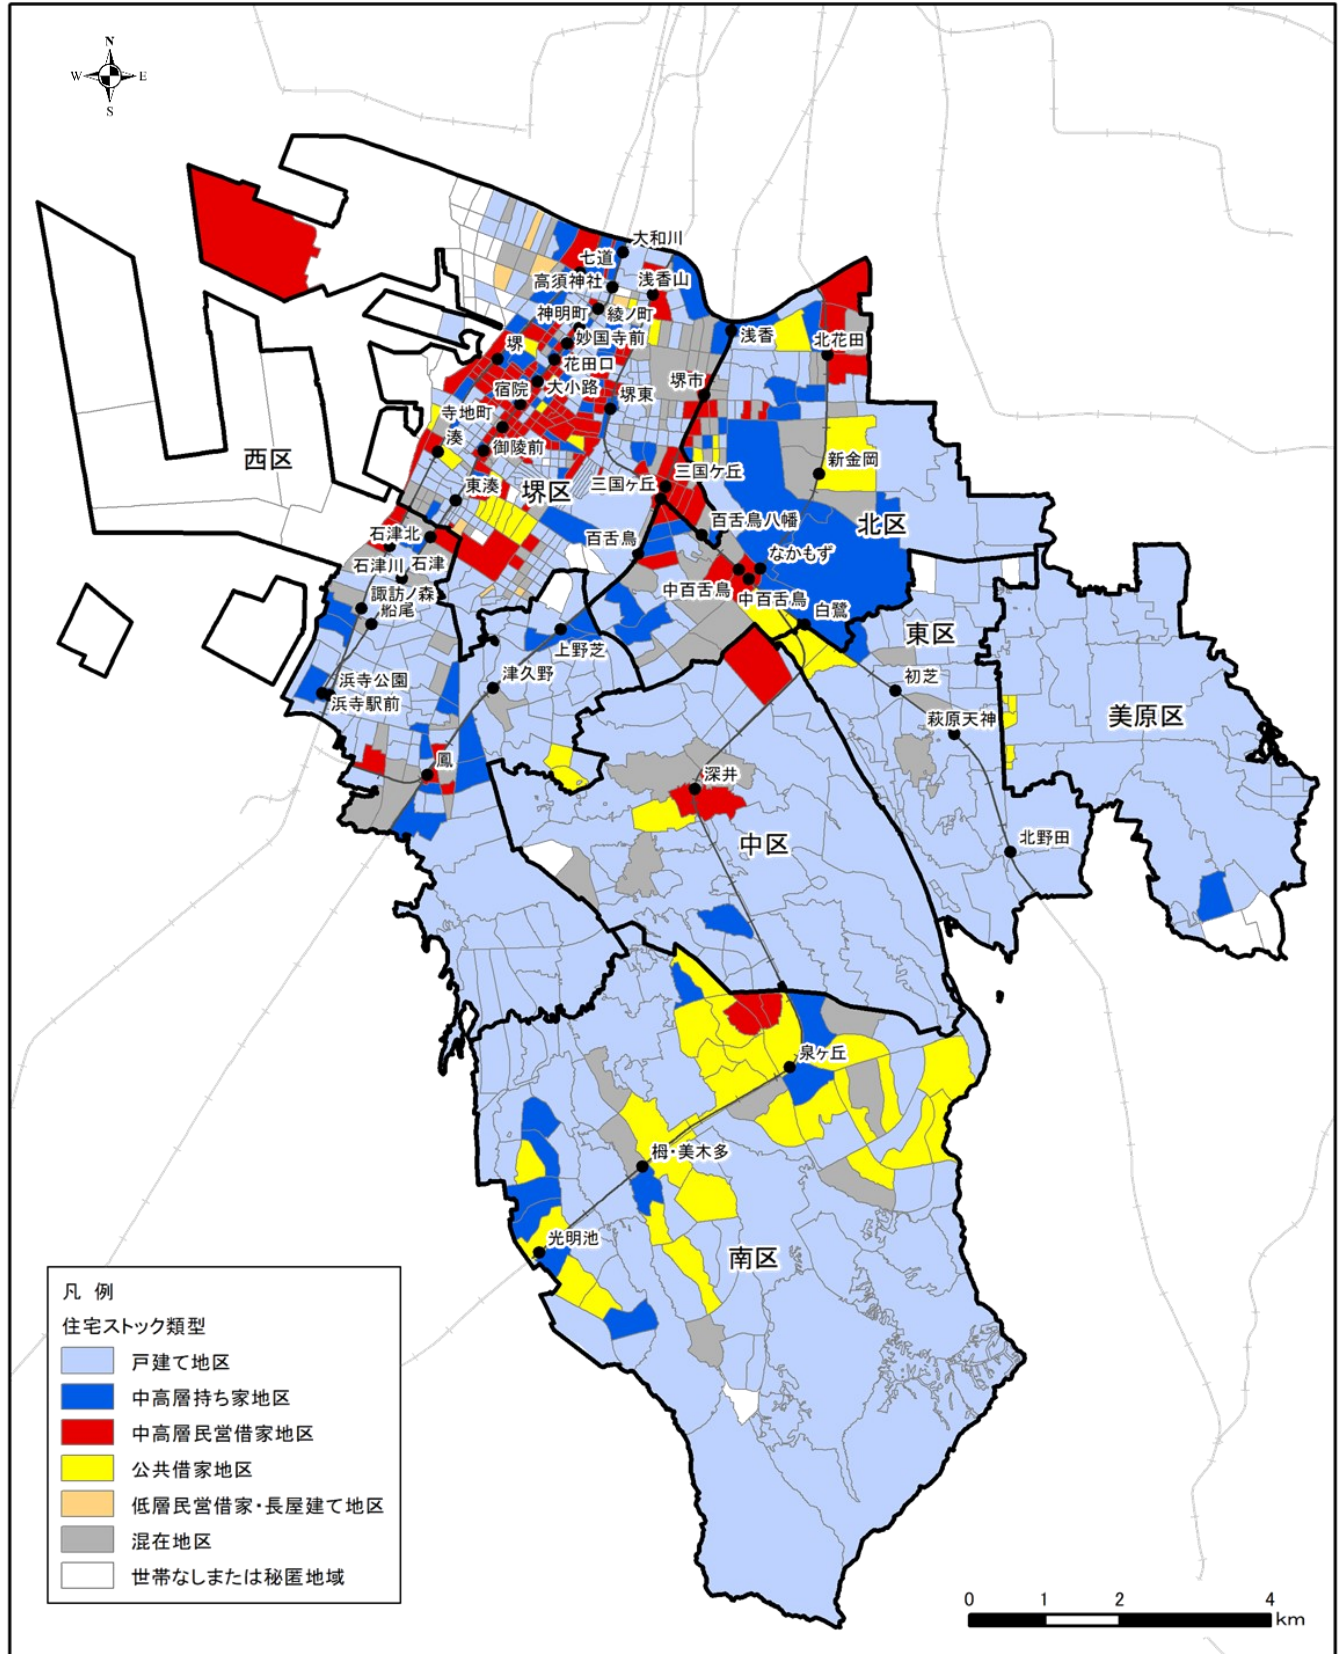 N
W E
S
大和川
七道
高須神社
浅香山
神明町
綾ノ町
妙国寺前
浅香
北花田
堺
花田口
宿院
大小路
堺東
堺市
寺地町
湊
御陵前
西区
新金岡
三国ケ丘
三国ヶ丘
東湊
堺区
百舌鳥八幡
北区
石津北
百舌鳥
なかもず
石津川
石津
中百舌鳥
中百舌鳥
諏訪ノ森
船尾
白鷺
東区
上野芝
津久野
初芝
浜寺公園
浜寺駅前
萩原天神
美原区
鳳
深井
中区
北野田
泉ヶ丘
栂・美木多
光明池
南区
凡 例
住宅ストック類型
戸建て地区
中高層持ち家地区
中高層民営借家地区
公共借家地区
低層民営借家・長屋建て地区
混在地区
世帯なしまたは秘匿地域
0 1 2 4
km